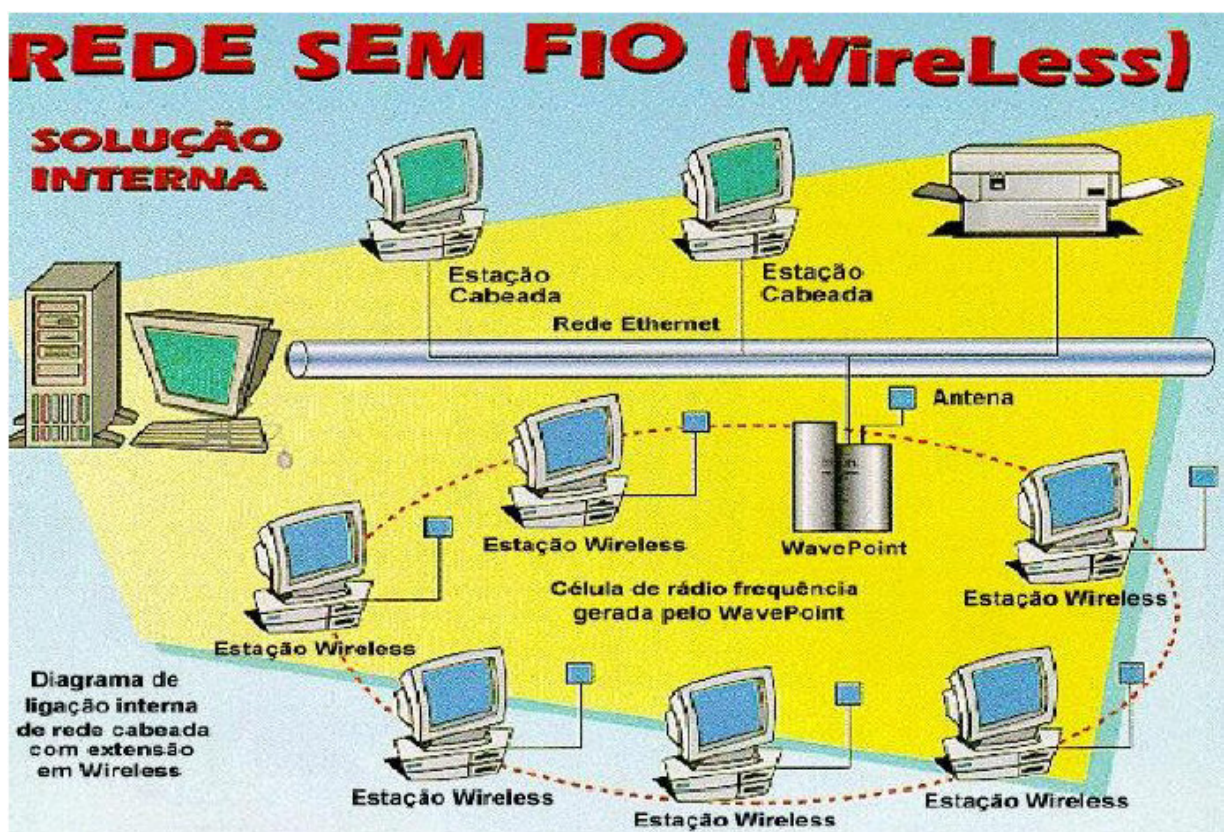 REDE SEM FIO (WireLess)
SOLUÇÃO
INTERNA
Estação
Cabeada
Estação
Cabeada
Rede Ethernet
Antena
Estação Wireless
WavePoint
Célula de rádio frequência
gerada pelo WavePoint
Estação Wireless
Estação Wireless
Diagrama de
ligação interna
de rede cabeada
com extensão
em Wireless
Estação Wireless
Estação Wireless
Estação Wireless